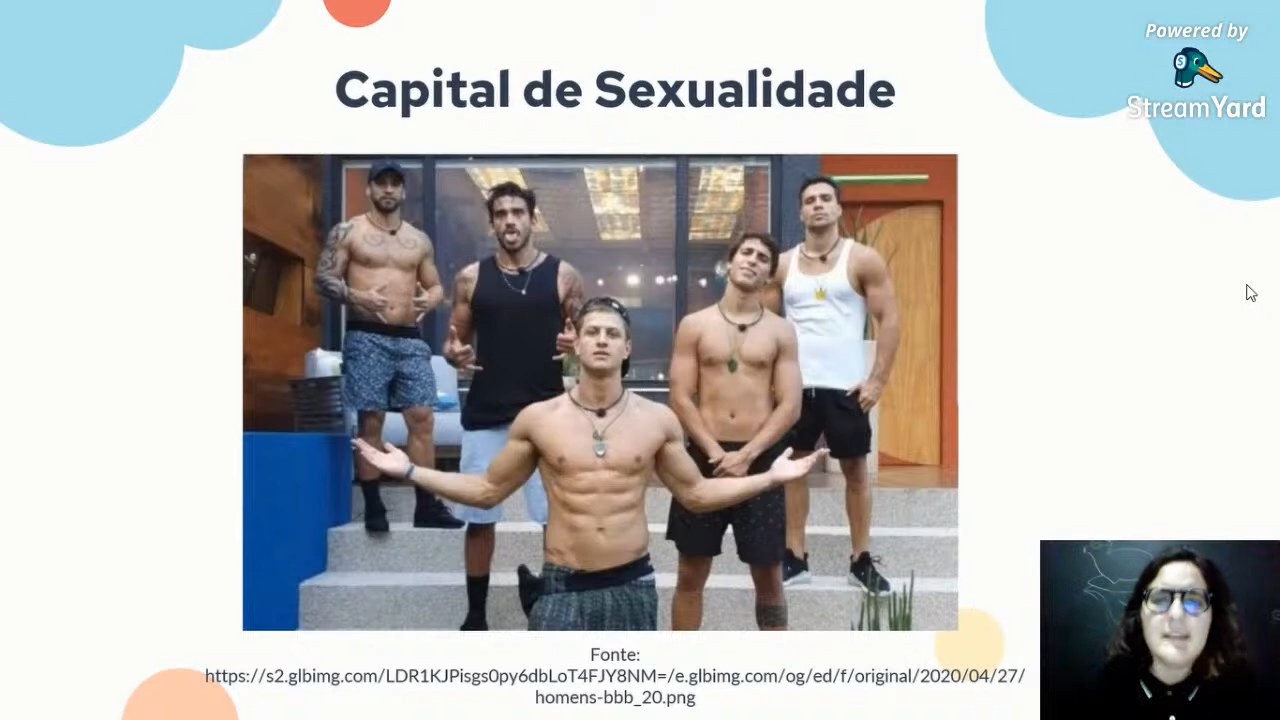 Powered by
StreamYard
Capital de Sexualidade
Fonte:
https://s2.glbimg.com/LDR1KJPisgs0py6dbLoT4FJY8NM=/e.glbimg.com/og/ed/f/original/2020/04/27/
homens-bbb_20.png